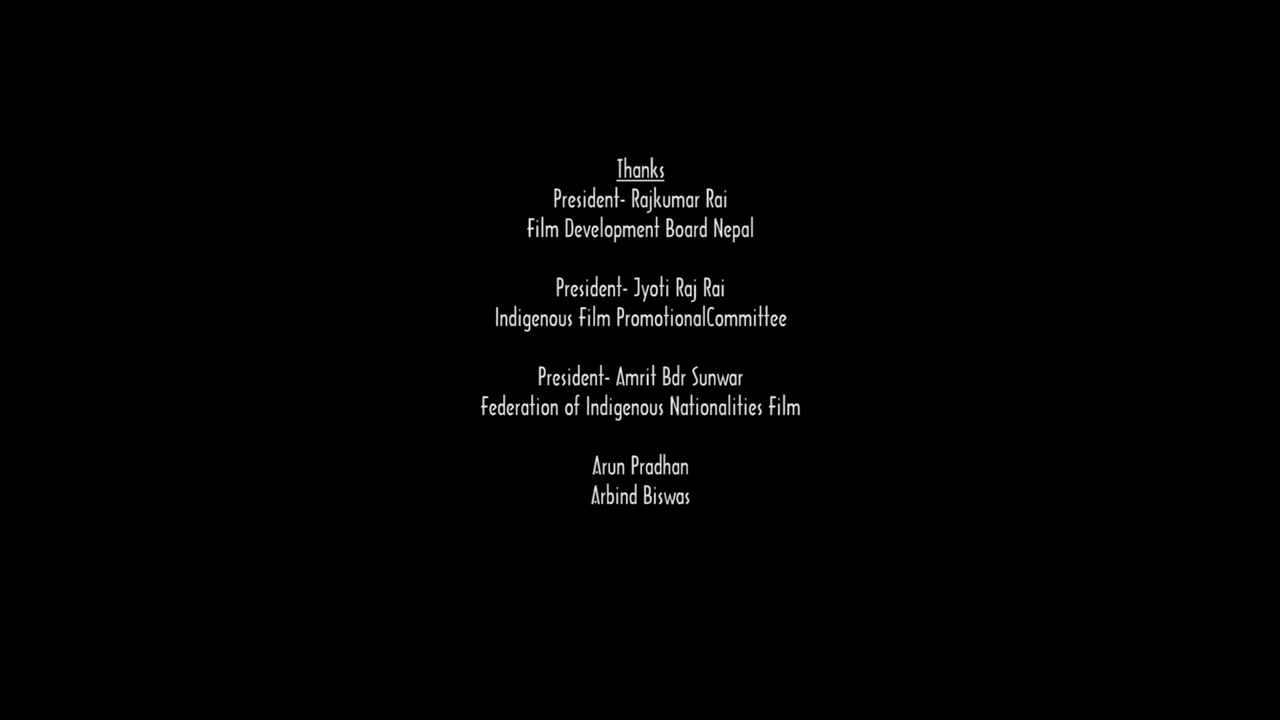 Thanks
President- Rajkumar Rai
Film Development Board Nepal
President- Jyoti Raj Rai
Indigenous Film PromotionalCommittee
President- Amrit Bdr Sunwar
Federation of Indigenous Nationalities Film
Arun Pradhan
Arbind Biswas